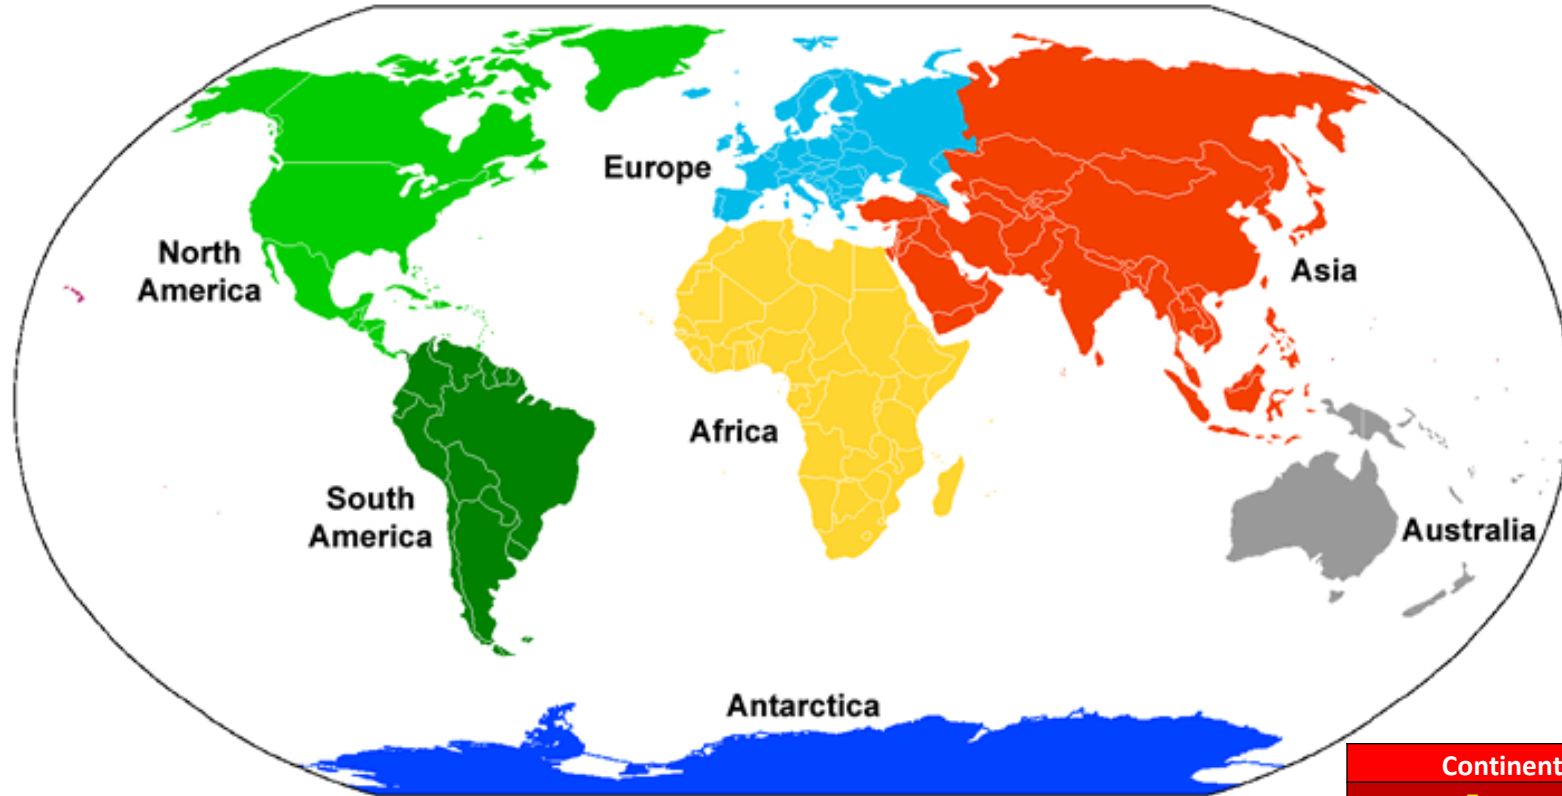 Europe
North
America
Asia
Africa
South
America
Australia
Antarctica
Continent